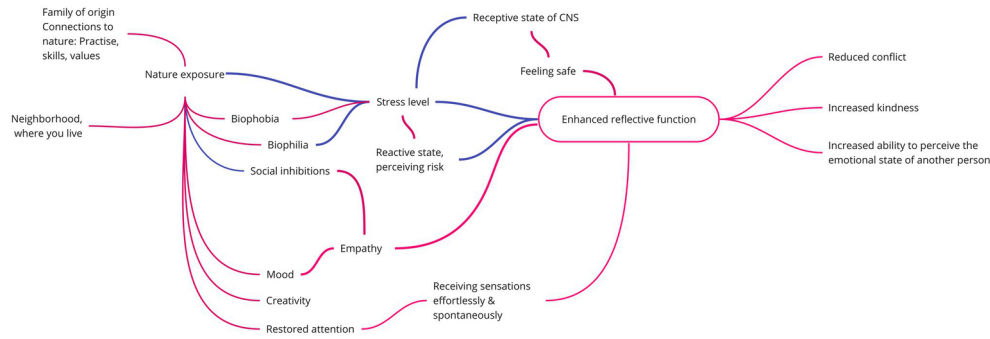 Family of origin
Connections to
nature: Practise,
skills, values
Nature exposure
Neighborhood,
where you live
Biophobia
Biophilia
Social inhibitions
Mood
Creativity
Restored attention
Empathy
Stress level
Reactive state,
perceiving risk
Receptive state of CNS
Feeling safe
Receiving sensations
effortlessly &
spontaneously
Enhanced reflective function
Reduced conflict
Increased kindness
Increased ability to perceive the
emotional state of another person